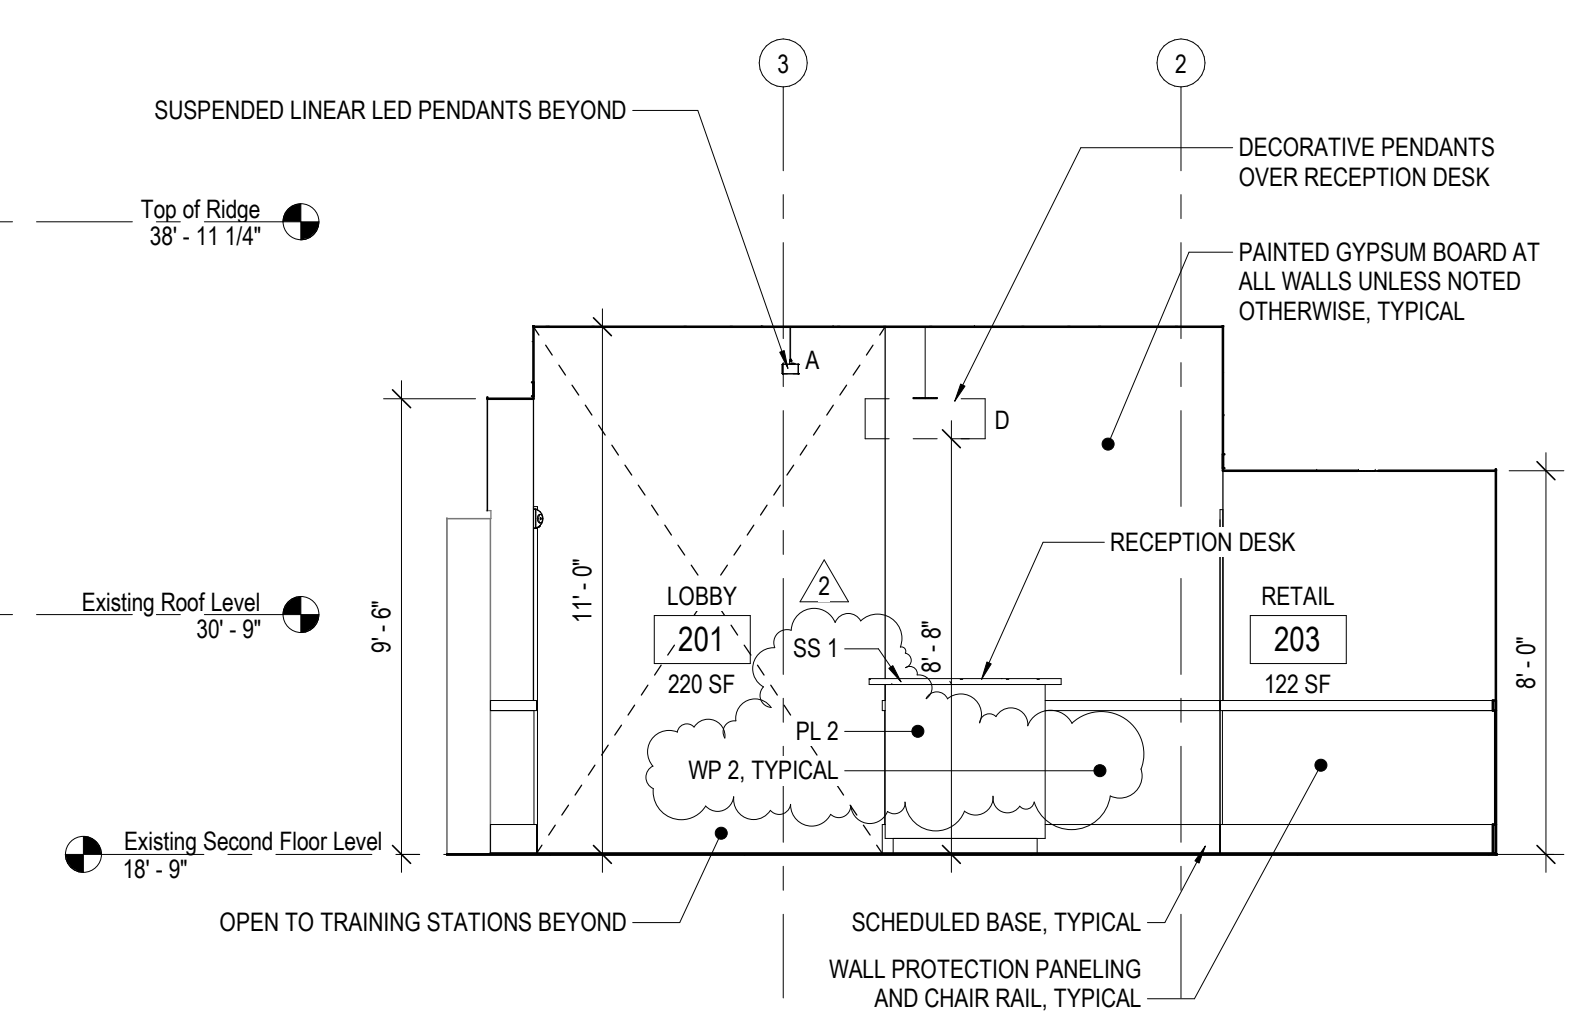 3
2
SUSPENDED LINEAR LED PENDANTS BEYOND
DECORATIVE PENDANTS
OVER RECEPTION DESK
Top of Ridge
38' - 11 1/4"
PAINTED GYPSUM BOARD AT
ALL WALLS UNLESS NOTED
OTHERWISE, TYPICAL
A
D
RECEPTION DESK
Existing Roof Level
30' - 9"
9' - 6"
11' - 0"
LOBBY
201
220 SF
2
SS 1
8' - 8"
RETAIL
203
122 SF
8' - 0"
PL 2
WP 2, TYPICAL
Existing Second Floor Level
18' - 9"
OPEN TO TRAINING STATIONS BEYOND
SCHEDULED BASE, TYPICAL
WALL PROTECTION PANELING
AND CHAIR RAIL, TYPICAL